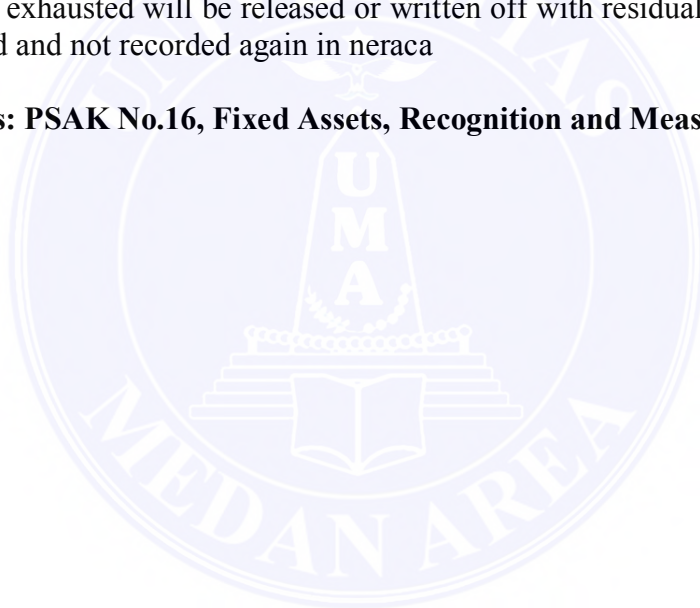 exhausted will be released or written off with residual
d and not recorded again in neraca
s: PSAK No.16, Fixed Assets, Recognition and Meas
UMA
MEDAN AREA